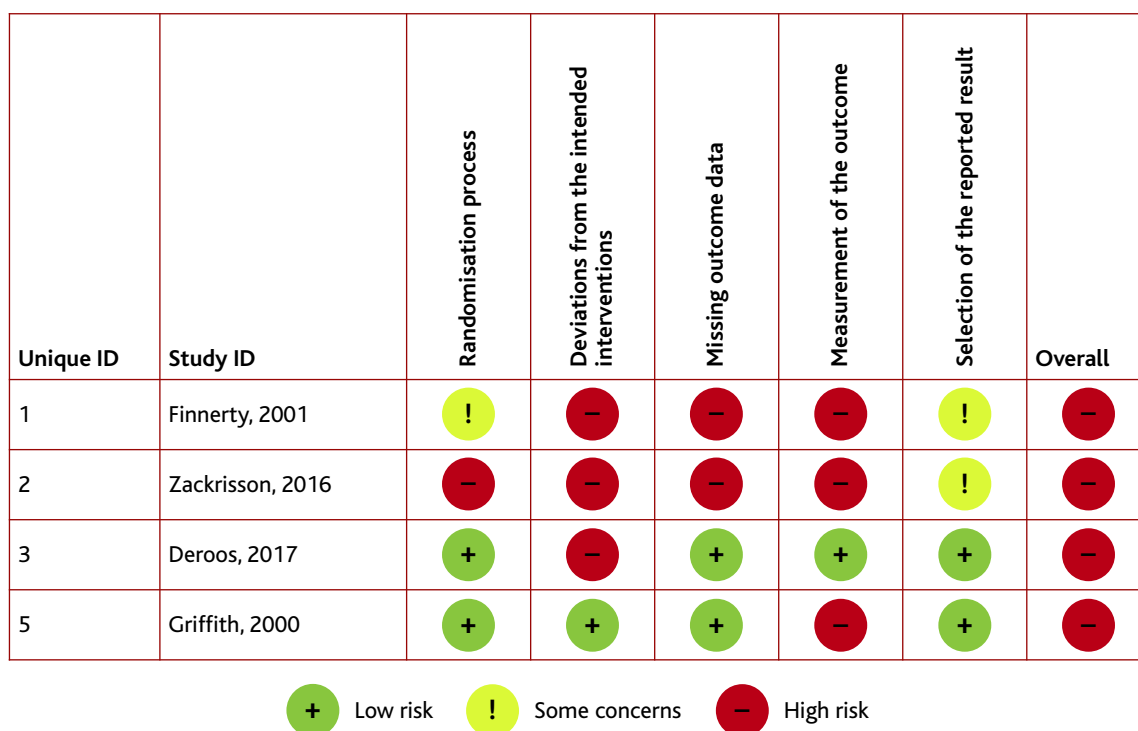 Unique ID
Study ID
Randomisation process
Deviations from the intended
interventions
Missing outcome data
Measurement of the outcome
Selection of the reported result
Overall
1 Finnerty, 2001 ! − − − ! −
2 Zackrisson, 2016 − − − − ! −
3 Deroos, 2017 + − + + + −
5 Griffith, 2000 + + + − + −
+ Low risk ! Some concerns − High risk